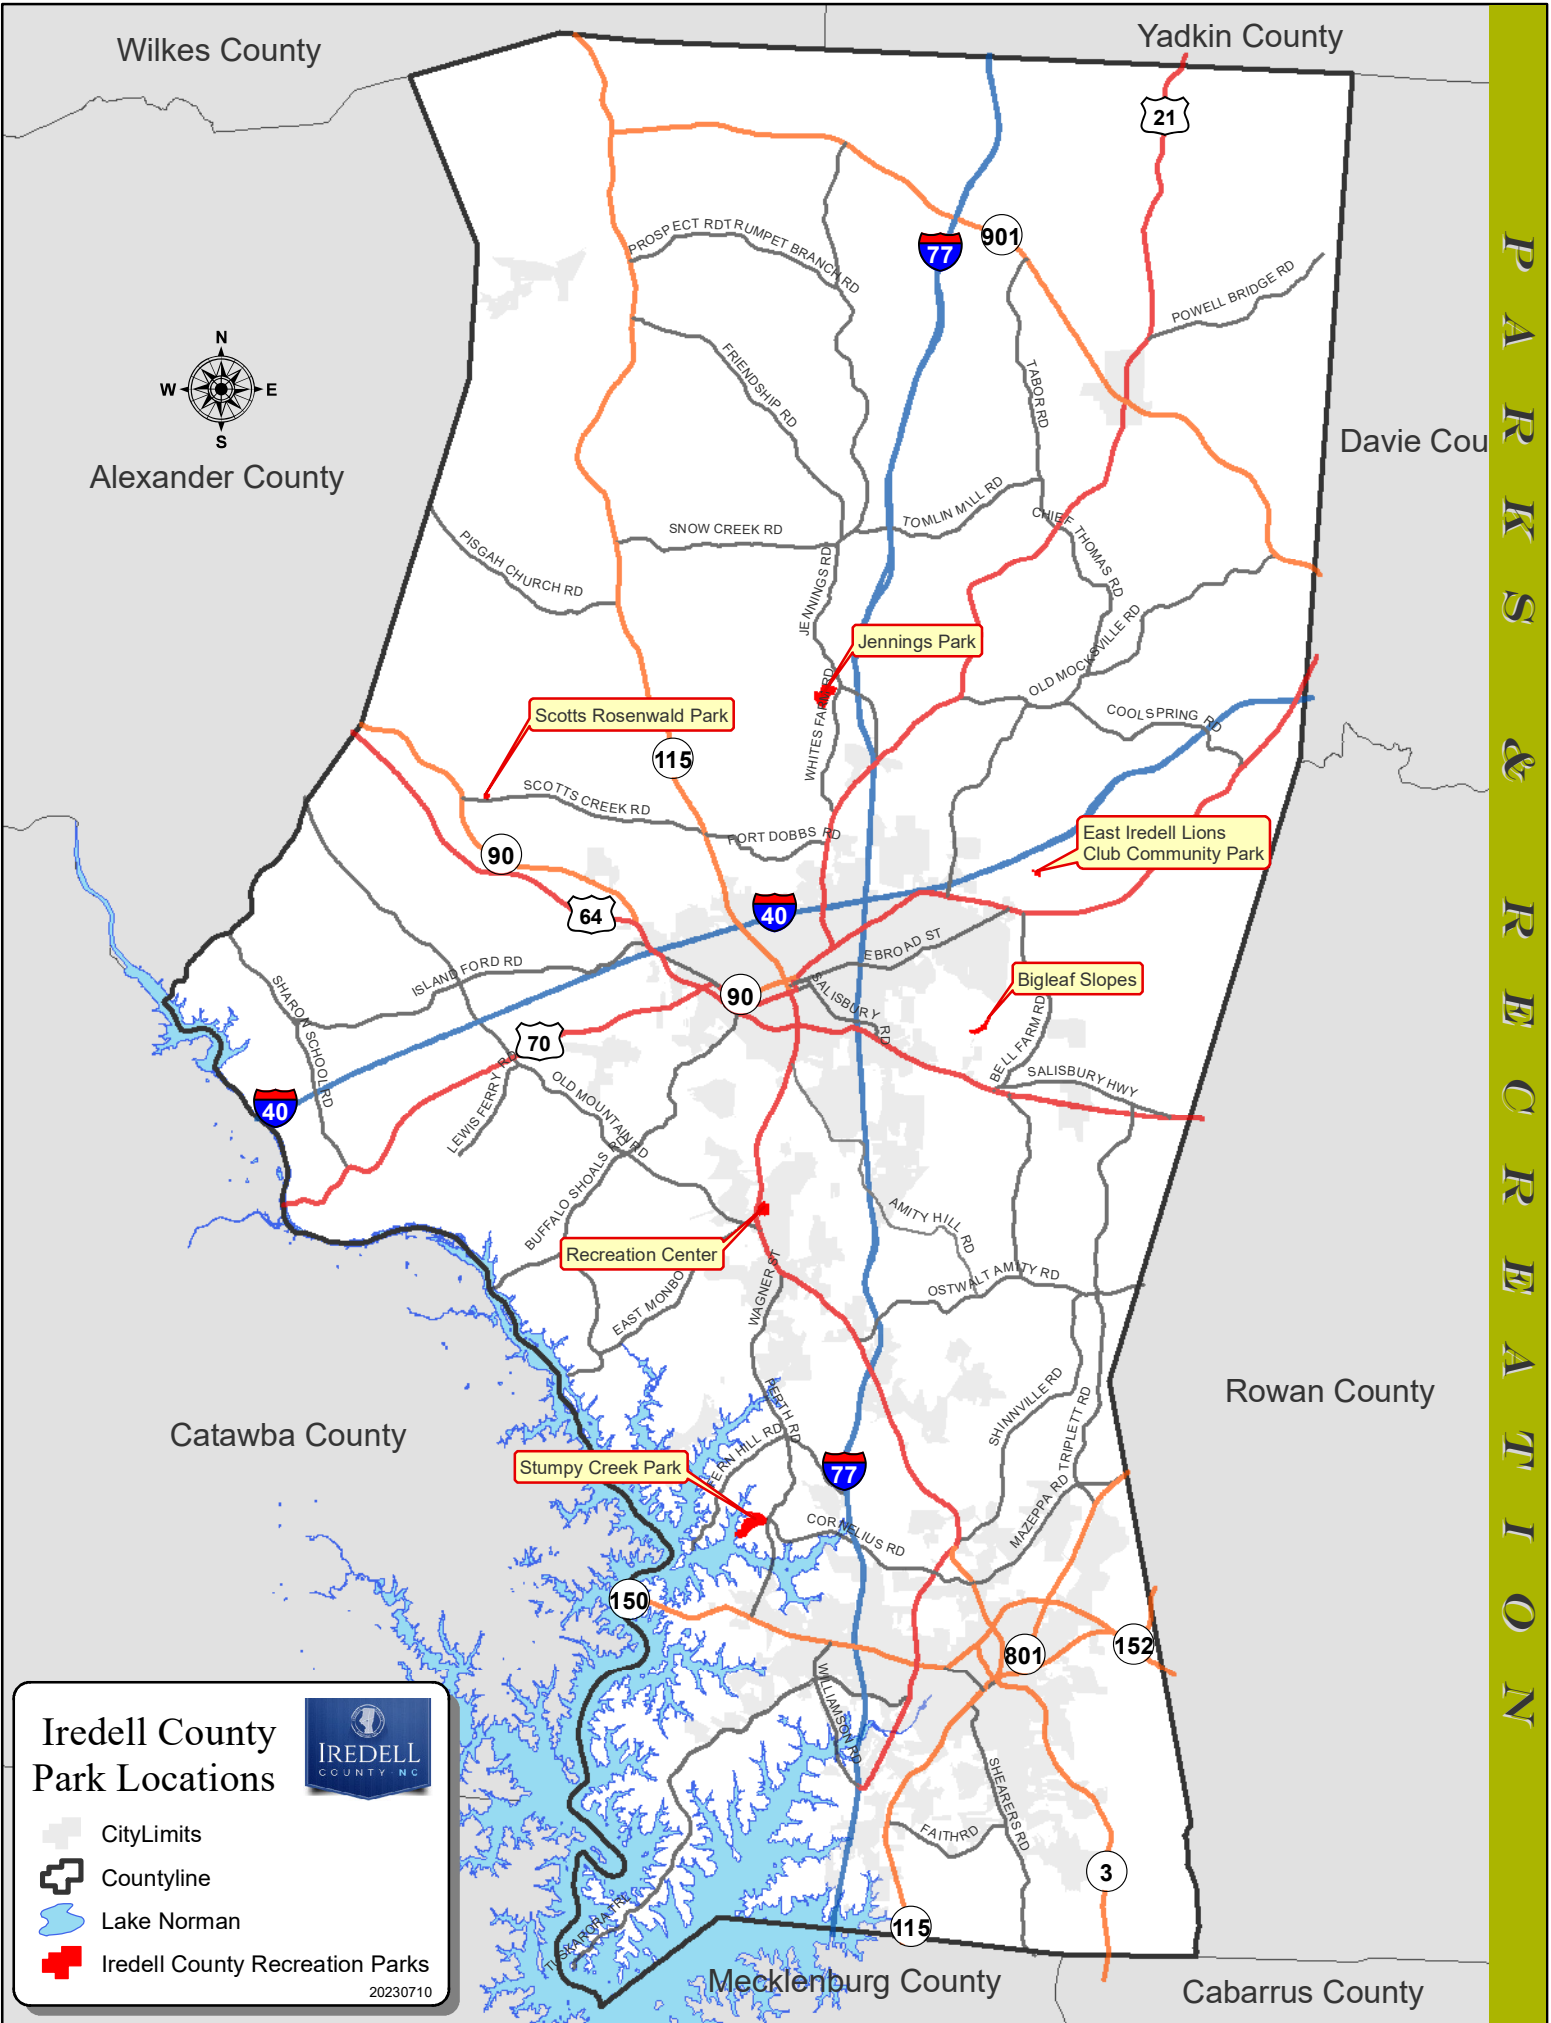 Wilkes County
Yadkin County
21
901
77
PROSPECT RD
TRUMPET BRANCH RD
POWELL BRIDGE RD
FRIENDSHIP RD
TABOR RD
N
W
E
S
Alexander County
Davie Cou
SNOW CREEK RD
TOMLIN MILL RD
CHIEF THOMAS RD
PISGAH CHURCH RD
JENNINGS RD
OLD MOCKSVILLE RD
Jennings Park
WHITES FARM RD
Scotts Rosenwald Park
COOL SPRING RD
115
SCOTTS CREEK RD
FORT DOBBS RD
East Iredell Lions
Club Community Park
90
64
40
E BROAD ST
ISLAND FORD RD
SHARON SCHOOL RD
90
SALISBURY RD
Bigleaf Slopes
BELL FARM RD
70
SALISBURY HWY
40
LEWIS FERRY RD
OLD MOUNTAIN RD
BUFFALO SHOALS RD
AMITY HILL RD
Recreation Center
WAGNER ST
OSTWALT AMITY RD
EAST MONBO
Rowan County
SHINNVILLE RD
TRIPLETT RD
PERTH RD
FERN HILL RD
Catawba County
Stumpy Creek Park
77
MAZEPPA RD
CORNELIUS RD
150
801
152
WILLIAMSON RD
SHEARERS RD
FAITH RD
3
115
TUSKARORA TRL
Mecklenburg County
Cabarrus County
Iredell County
Park Locations
IREDELL
COUNTY NC
CityLimits
Countyline
Lake Norman
Iredell County Recreation Parks
20230710
PARKS & RECREATION